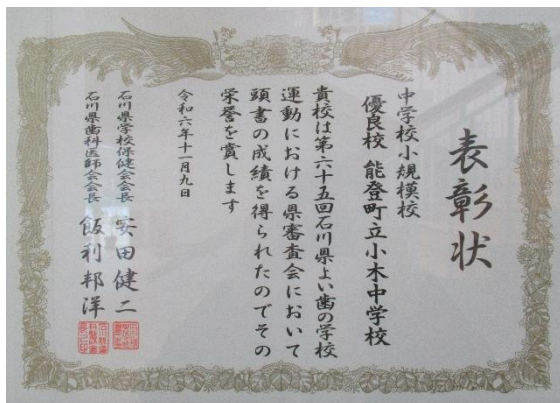 表彰状
中学校小規模校
優良校 能登町立小木中学校
貴校は第六十五回石川県よい歯の学校
運動における県審査会において
頭書の成績を得られたのでその
栄誉を賞します
令和六年十一月九日
石川県学校保健会会長 安田健二
石川県歯科医師会会長 飯利邦洋